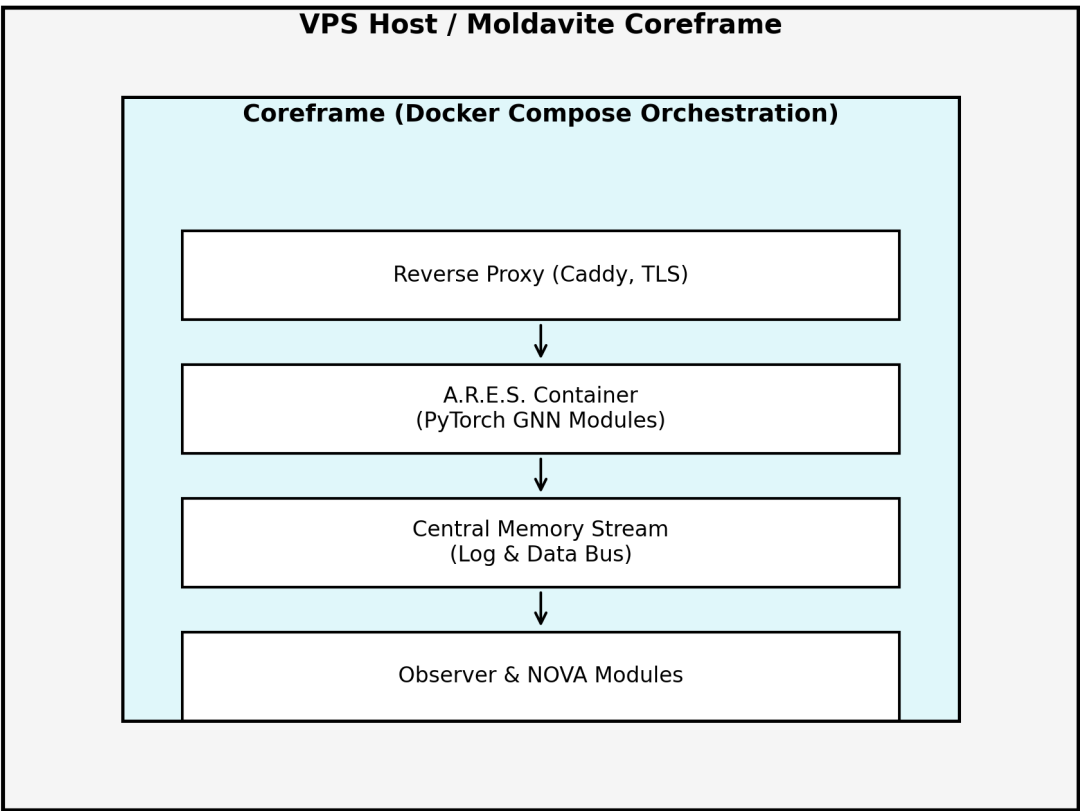 VPS Host / Moldavite Coreframe
Coreframe (Docker Compose Orchestration)
Reverse Proxy (Caddy, TLS)
A.R.E.S. Container
(PyTorch GNN Modules)
Central Memory Stream
(Log & Data Bus)
Observer & NOVA Modules